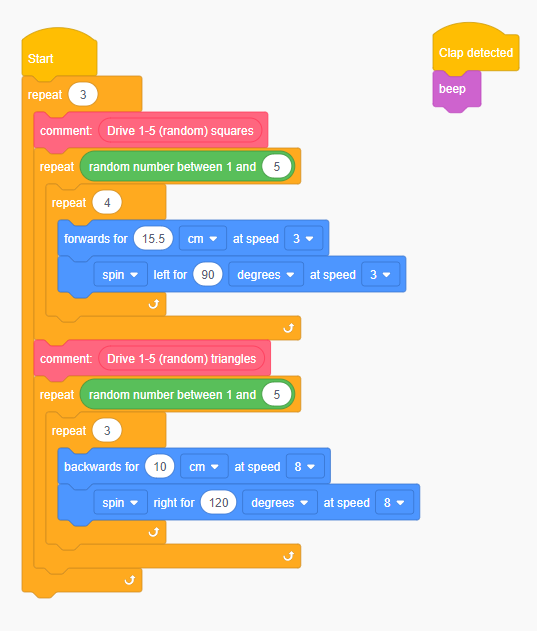 Start
repeat 3
comment: Drive 1-5 (random) squares
repeat random number between 1 and 5
repeat 4
forwards for 15.5 cm at speed 3
spin left for 90 degrees at speed 3
comment: Drive 1-5 (random) triangles
repeat random number between 1 and 5
repeat 3
backwards for 10 cm at speed 8
spin right for 120 degrees at speed 8
Clap detected
beep